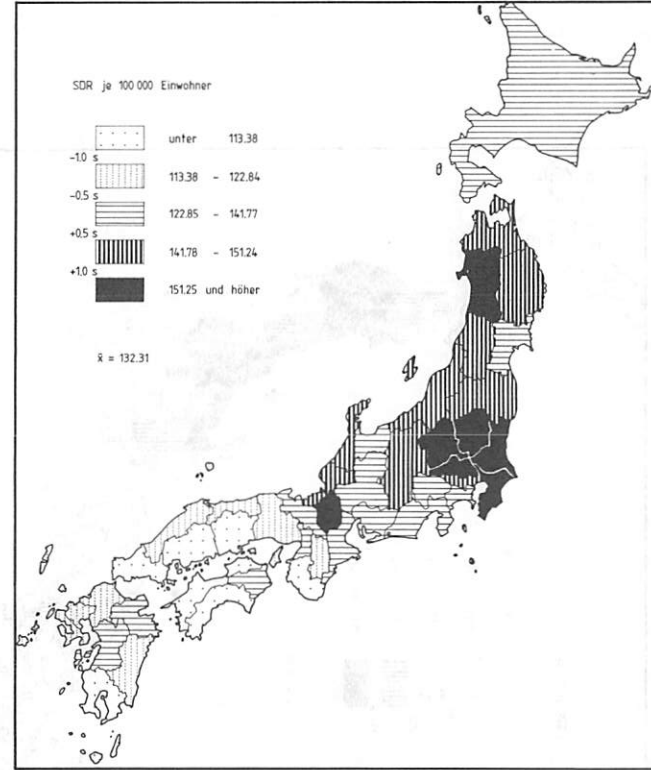 SDR je 100 000 Einwohner
unter 113.38
-1.0 s
113.38 - 122.84
-0.5 s
122.85 - 141.77
+0.5 s
141.78 - 151.24
+1.0 s
151.25 und höher
x̂ = 132.31